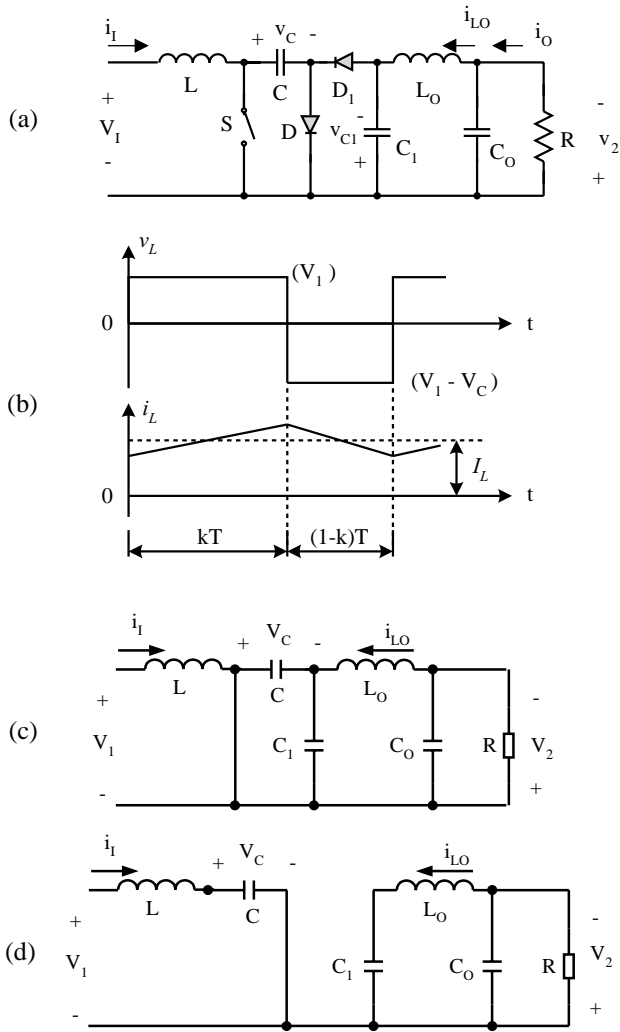 (a)
i_I
+ v_C -
i_LO
i_O
L
C
D_1
L_O
+
V_I
-
S
D
-
v_C1
+
C_1
C_O
R
-
v_2
+
(b)
v_L
(V_1)
0
t
(V_1 - V_C)
i_L
I_L
0
t
kT
(1-k)T
(c)
i_I
+ V_C -
i_LO
L
C
L_O
+
V_1
-
C_1
C_O
R
-
V_2
+
(d)
i_I
+ V_C -
i_LO
L
C
L_O
+
V_1
-
C_1
C_O
R
-
V_2
+